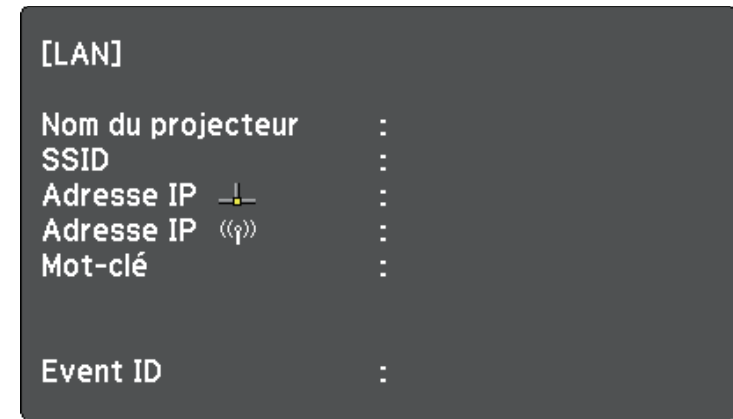 [LAN]
Nom du projecteur :
SSID :
Adresse IP :
Adresse IP :
Mot-clé :
Event ID :